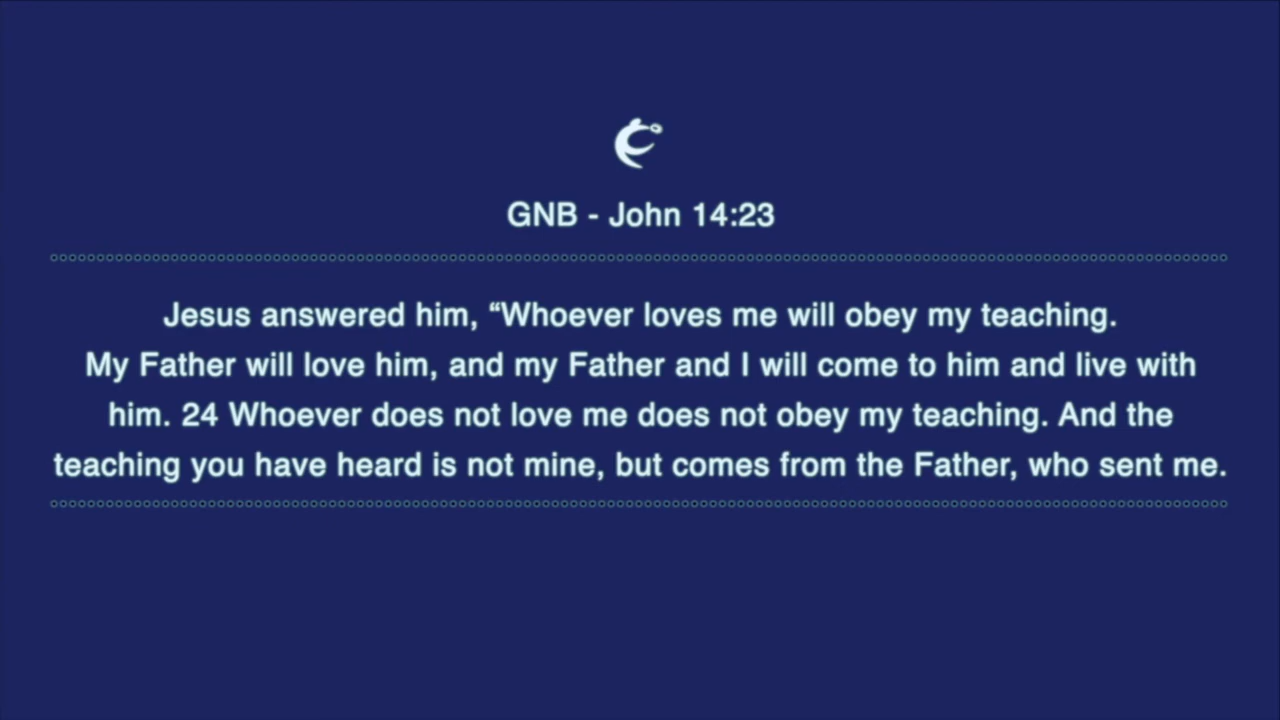 GNB - John 14:23
Jesus answered him, “Whoever loves me will obey my teaching.
My Father will love him, and my Father and I will come to him and live with
him. 24 Whoever does not love me does not obey my teaching. And the
teaching you have heard is not mine, but comes from the Father, who sent me.